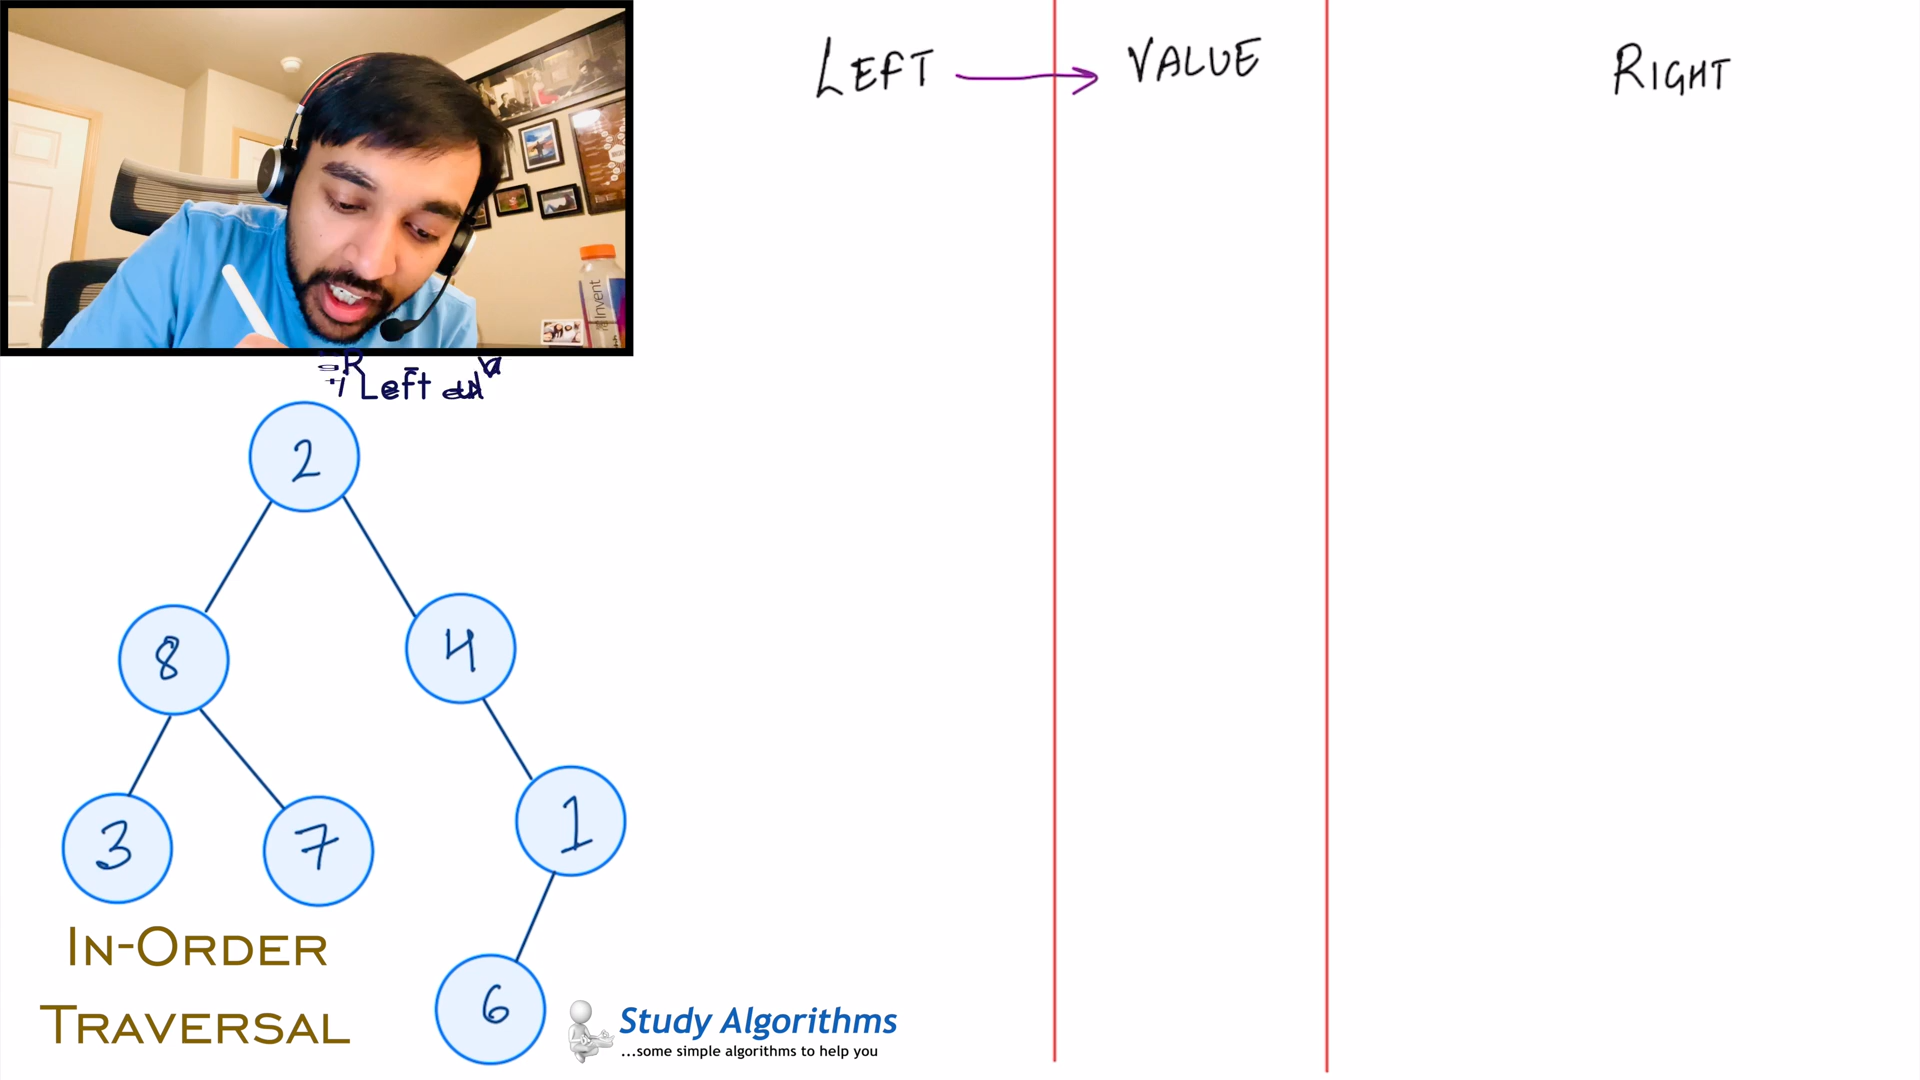 LEFT → VALUE
RIGHT
Invent
Left
2
8
4
3
7
1
6
IN-ORDER
TRAVERSAL
Study Algorithms
...some simple algorithms to help you